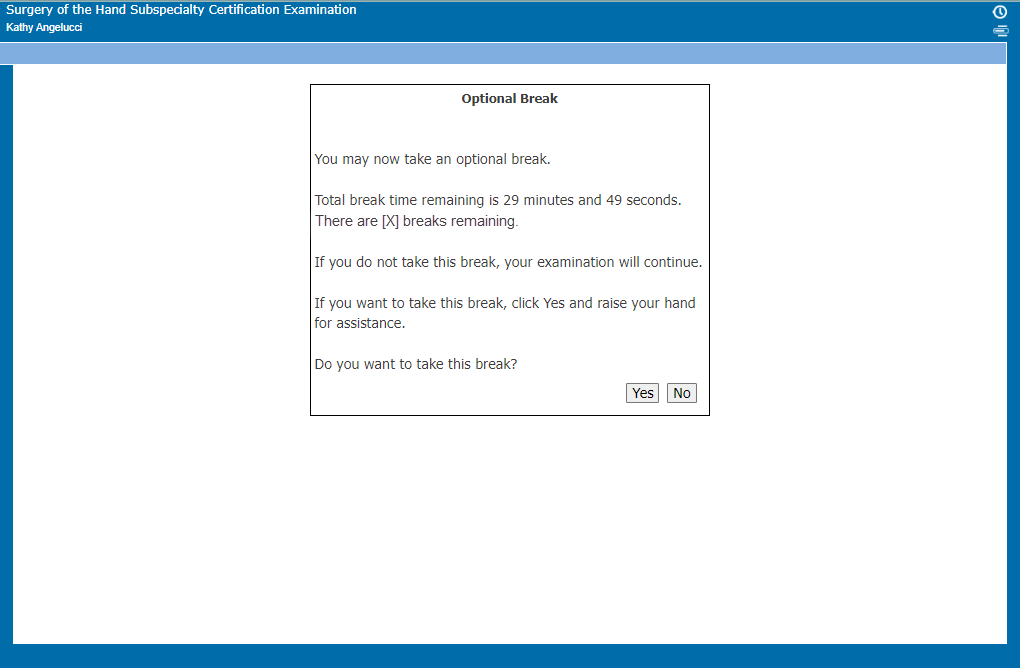 Surgery of the Hand Subspecialty Certification Examination
Kathy Angelucci
Optional Break
You may now take an optional break.
Total break time remaining is 29 minutes and 49 seconds.
There are [X] breaks remaining.
If you do not take this break, your examination will continue.
If you want to take this break, click Yes and raise your hand
for assistance.
Do you want to take this break?
Yes No